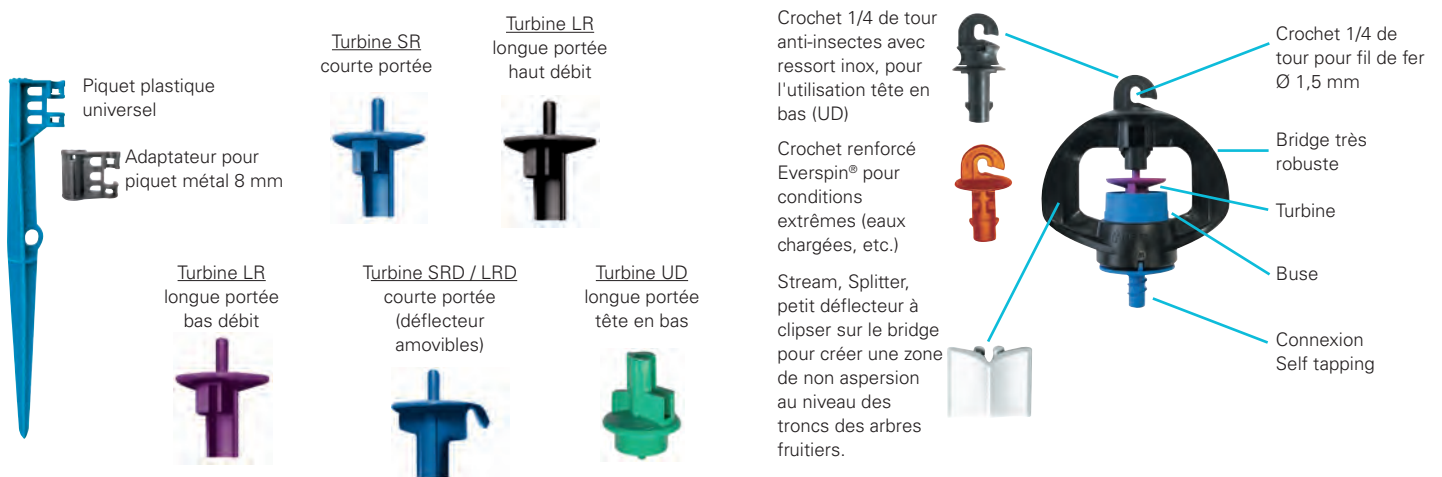 Piquet plastique
universel
Adaptateur pour
piquet métal 8 mm
Turbine SR
courte portée
Turbine LR
longue portée
haut débit
Turbine LR
longue portée
bas débit
Turbine SRD / LRD
courte portée
(déflecteur
amovibles)
Turbine UD
longue portée
tête en bas
Crochet 1/4 de tour
anti-insectes avec
ressort inox, pour
l'utilisation tête en
bas (UD)
Crochet renforcé
Everspin® pour
conditions
extrêmes (eaux
chargées, etc.)
Stream, Splitter,
petit déflecteur à
clipser sur le bridge
pour créer une zone
de non aspersion
au niveau des
troncs des arbres
fruitiers.
Crochet 1/4 de
tour pour fil de fer
Ø 1,5 mm
Bridge très
robuste
Turbine
Buse
Connexion
Self tapping